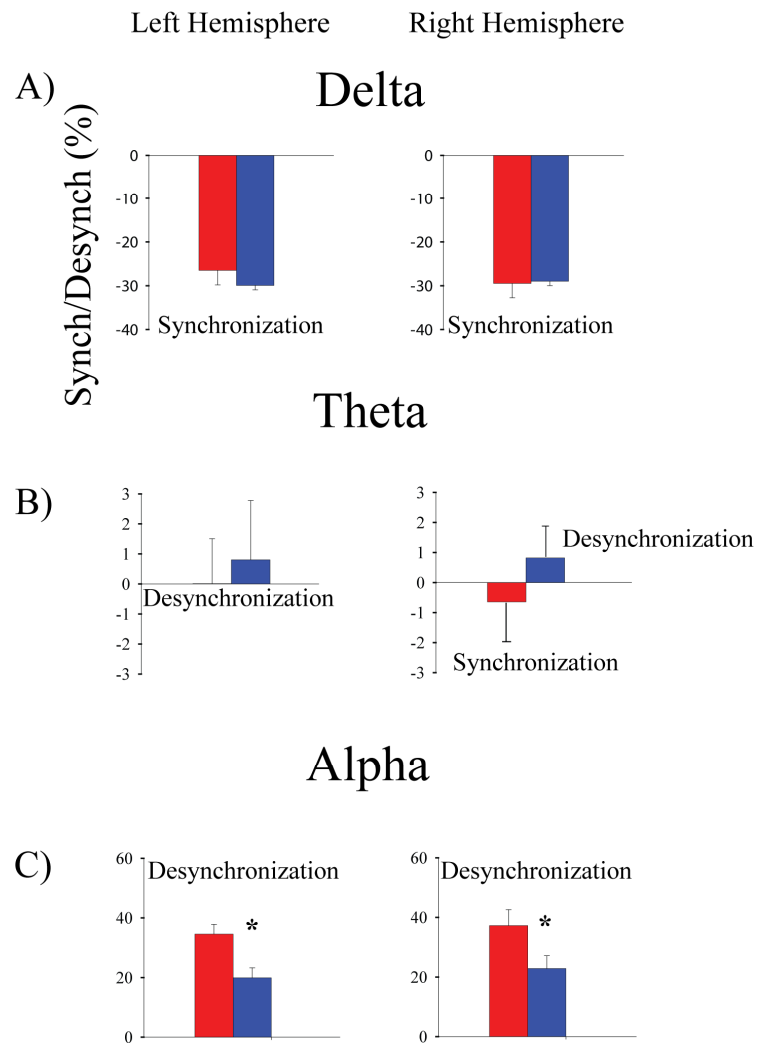 Left Hemisphere Right Hemisphere
A) Delta
Synch/Desynch (%)
0 0
-10 -10
-20 -20
-30 -30
-40 Synchronization -40 Synchronization
Theta
B)
3 3
2 2
1 1 Desynchronization
0 0
Desynchronization
-1 -1
-2 -2
Synchronization
-3 -3
Alpha
C)
60 60
Desynchronization Desynchronization
40 * 40 *
20 20
0 0